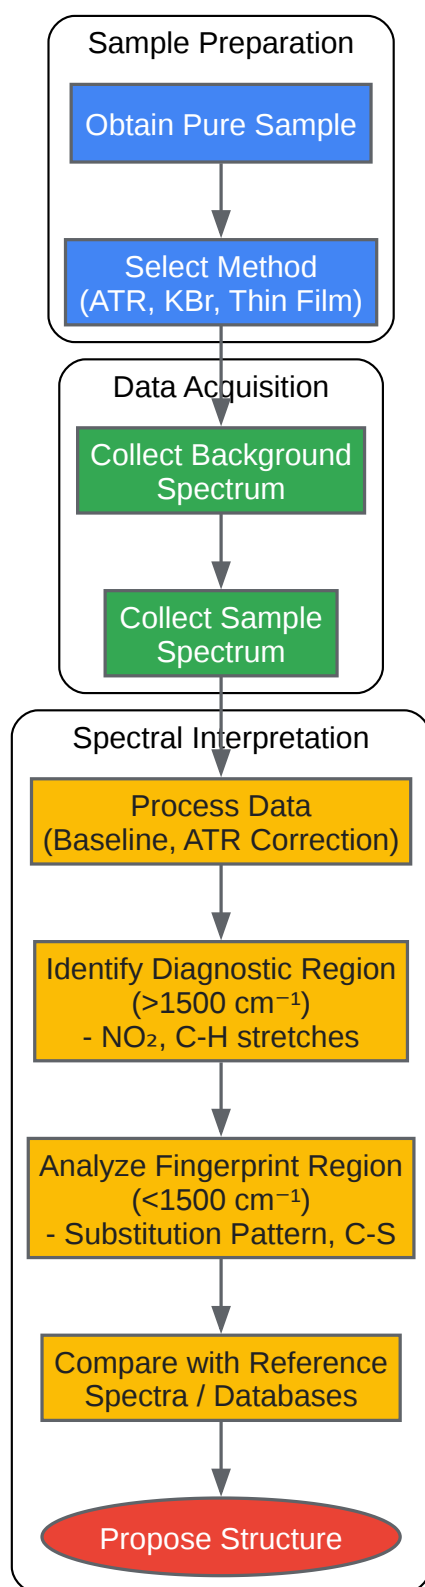 Sample Preparation
Obtain Pure Sample
Select Method
(ATR, KBr, Thin Film)
Data Acquisition
Collect Background
Spectrum
Collect Sample
Spectrum
Spectral Interpretation
Process Data
(Baseline, ATR Correction)
Identify Diagnostic Region
(>1500 cm⁻¹)
- NO₂, C-H stretches
Analyze Fingerprint Region
(<1500 cm⁻¹)
- Substitution Pattern, C-S
Compare with Reference
Spectra / Databases
Propose Structure